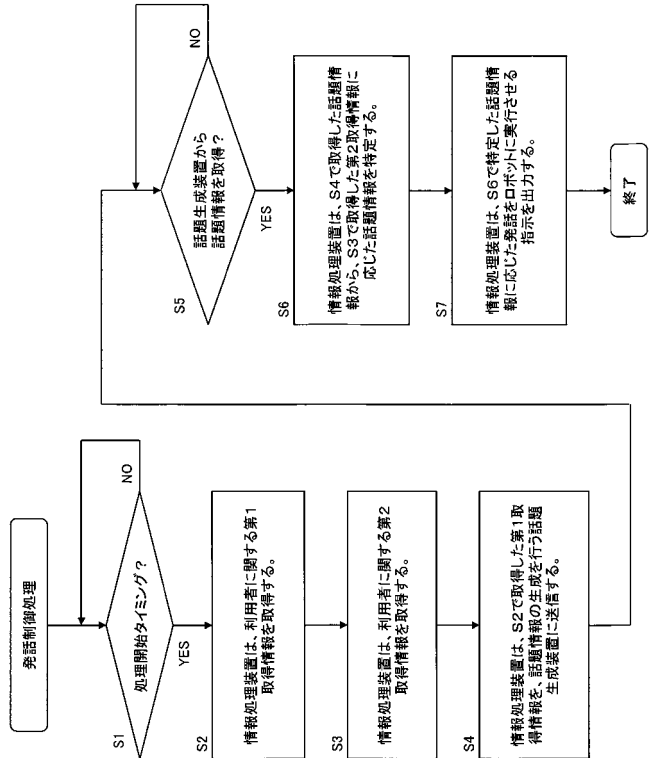 発話制御処理
S1
処理開始タイミング?
NO
YES
S2
情報処理装置は、利用者に関する第1
取得情報を取得する。
S3
情報処理装置は、利用者に関する第2
取得情報を取得する。
S4
情報処理装置は、S2で取得した第1取
得情報を、話題情報の生成を行う話題
生成装置に送信する。
S5
話題生成装置から
話題情報を取得?
NO
YES
S6
情報処理装置は、S4で取得した話題情
報から、S3で取得した第2取得情報に
応じた話題情報を特定する。
S7
情報処理装置は、S6で特定した話題情
報に応じた発話をロボットに実行させる
指示を出力する。
終了